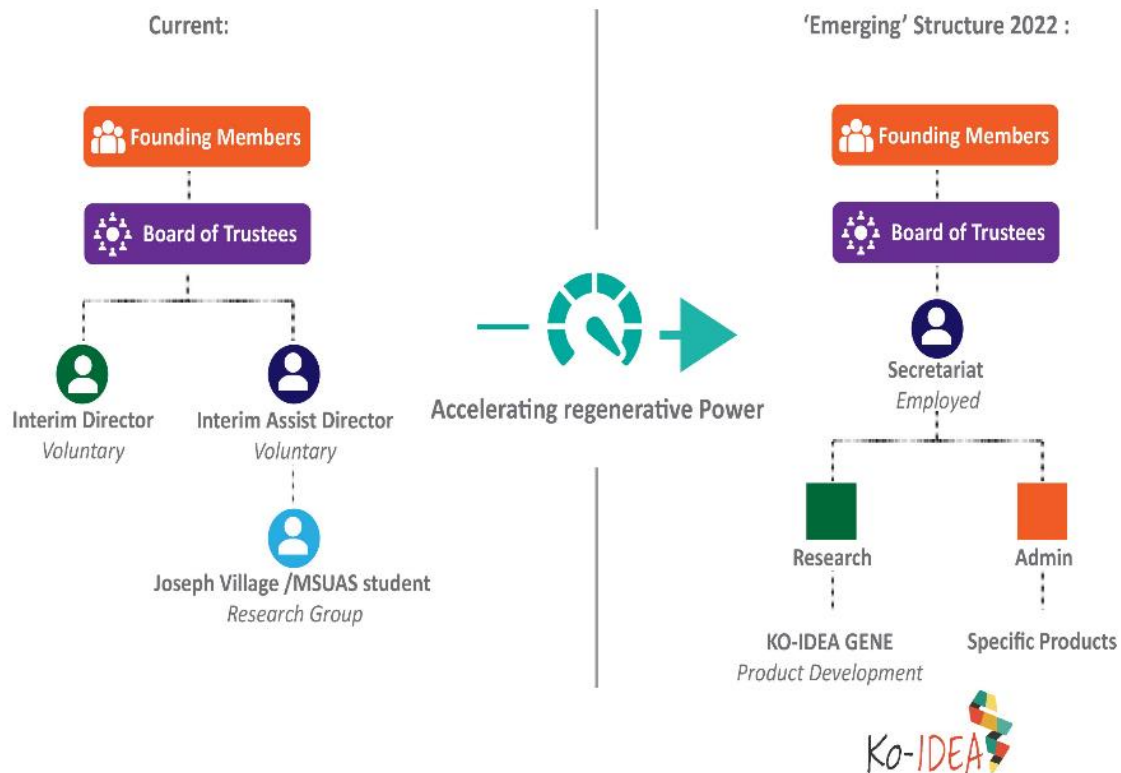 Current:
Founding Members
Board of Trustees
Interim Director
Voluntary
Interim Assist Director
Voluntary
Joseph Village /MSUAS student
Research Group
Accelerating regenerative Power
‘Emerging’ Structure 2022 :
Founding Members
Board of Trustees
Secretariat
Employed
Research
Admin
KO-IDEA GENE
Product Development
Specific Products
Ko-IDEA